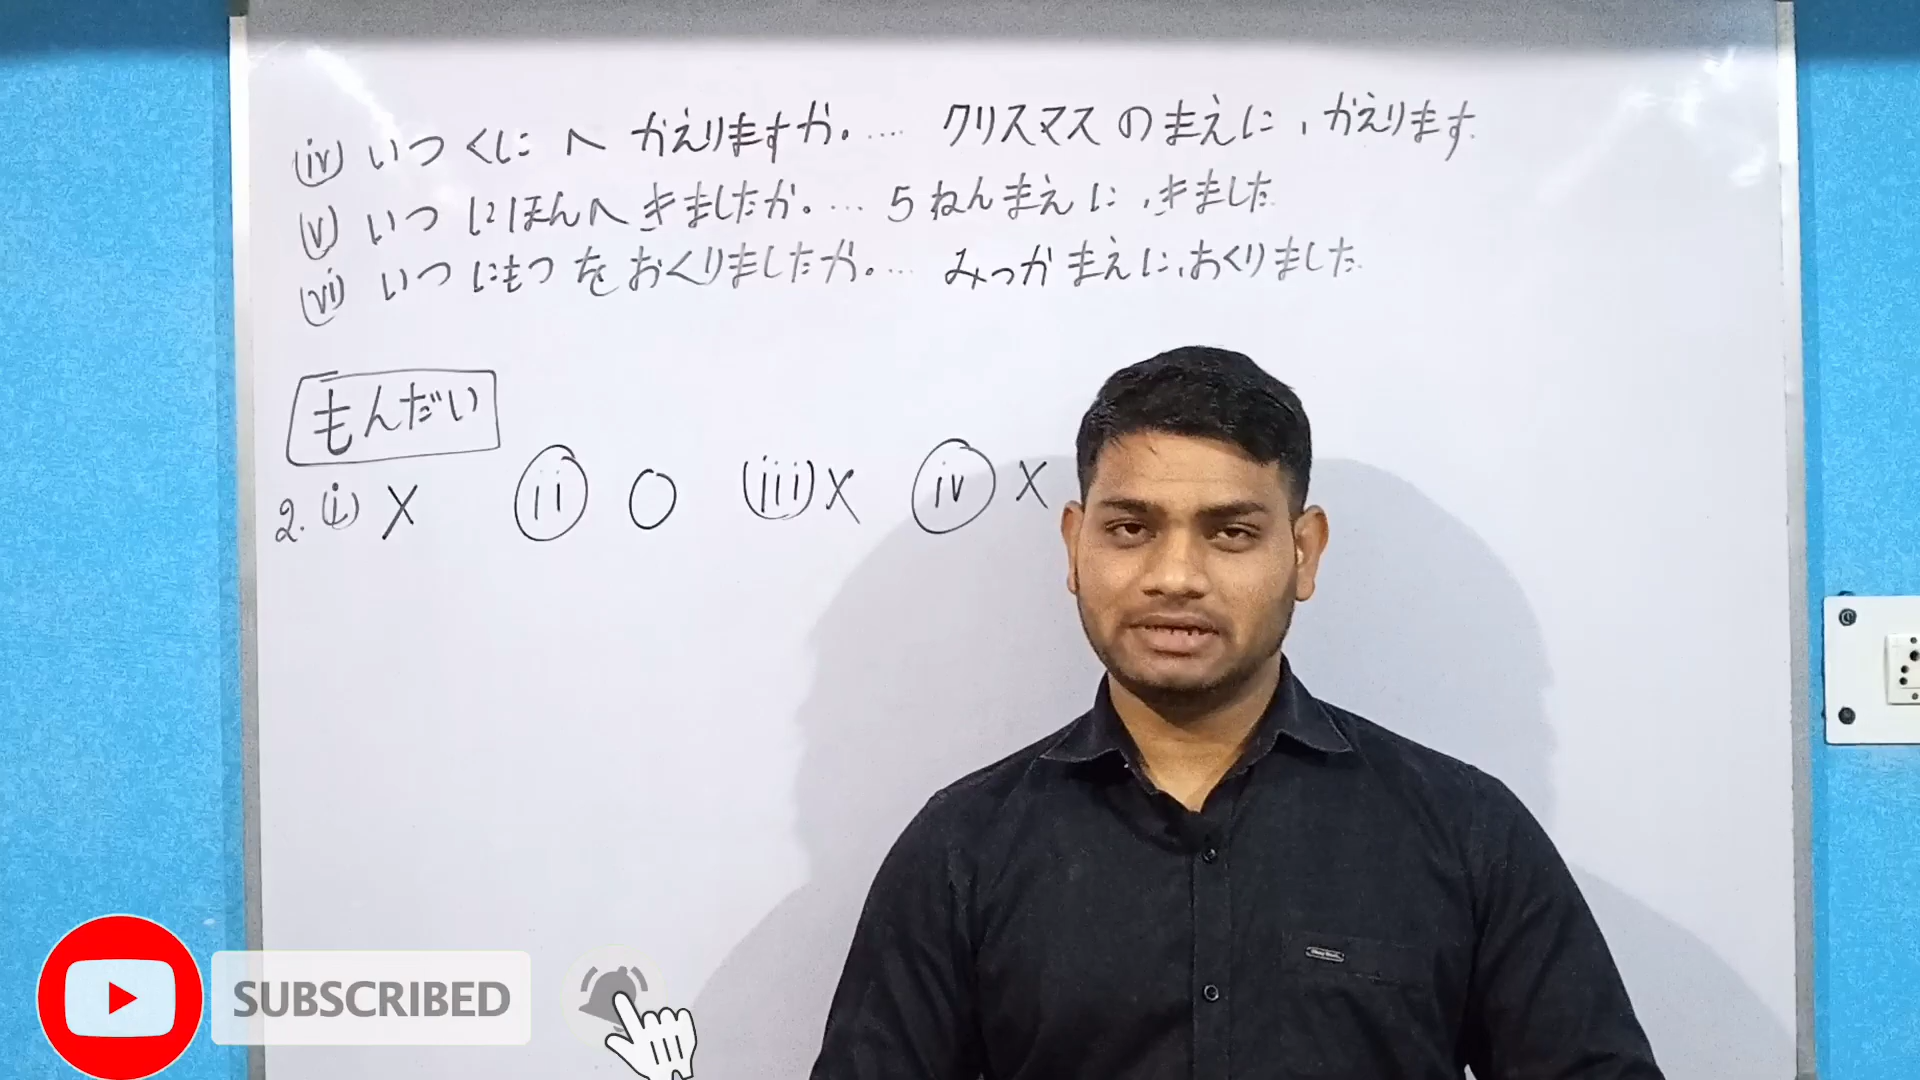 (iv) いつ くに へ かえりますか。.... クリスマス の まえに、かえります.
(v) いつ にほんへ きましたか。... 5 ねんまえ に、きました.
(vi) いつ にもつ を おくりましたか。... みっか まえに、おくりました.
もんだい
2. (i) X (ii) O (iii) X (iv) X
SUBSCRIBED